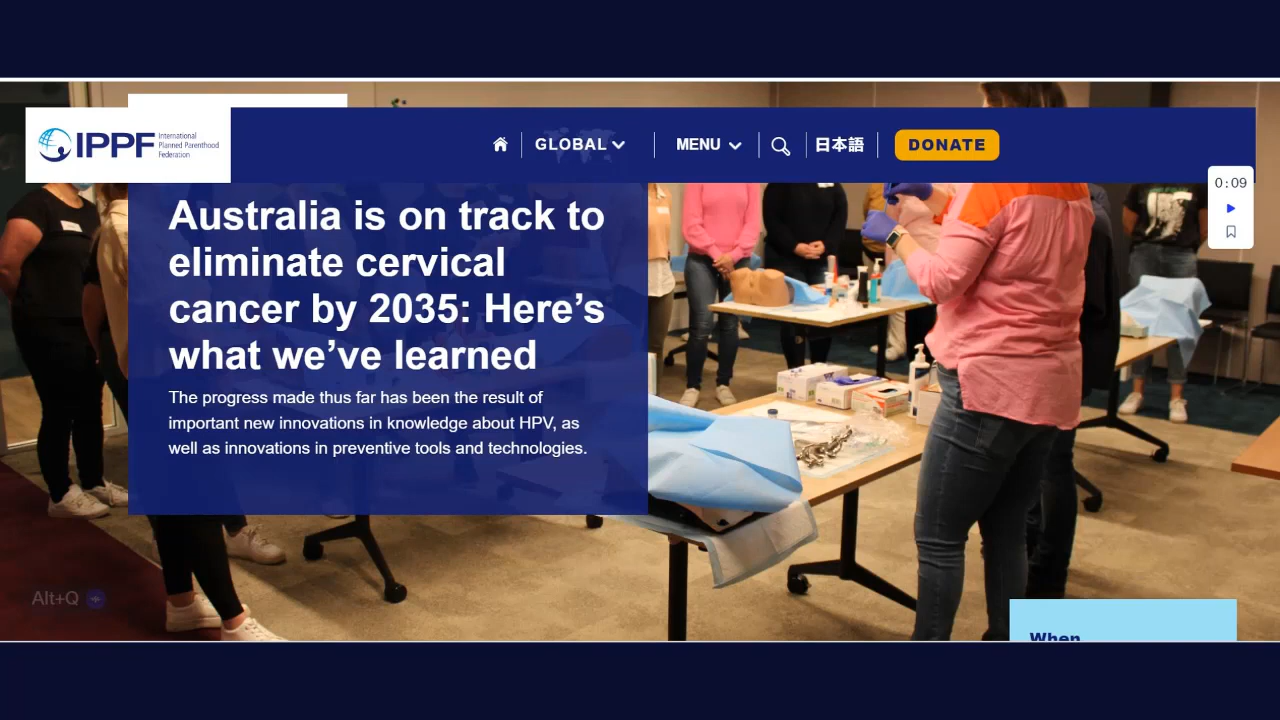 IPPF
International
Planned Parenthood
Federation
GLOBAL
MENU
日本語
DONATE
0:09
Australia is on track to
eliminate cervical
cancer by 2035: Here’s
what we’ve learned
The progress made thus far has been the result of
important new innovations in knowledge about HPV, as
well as innovations in preventive tools and technologies.
Alt+Q
When